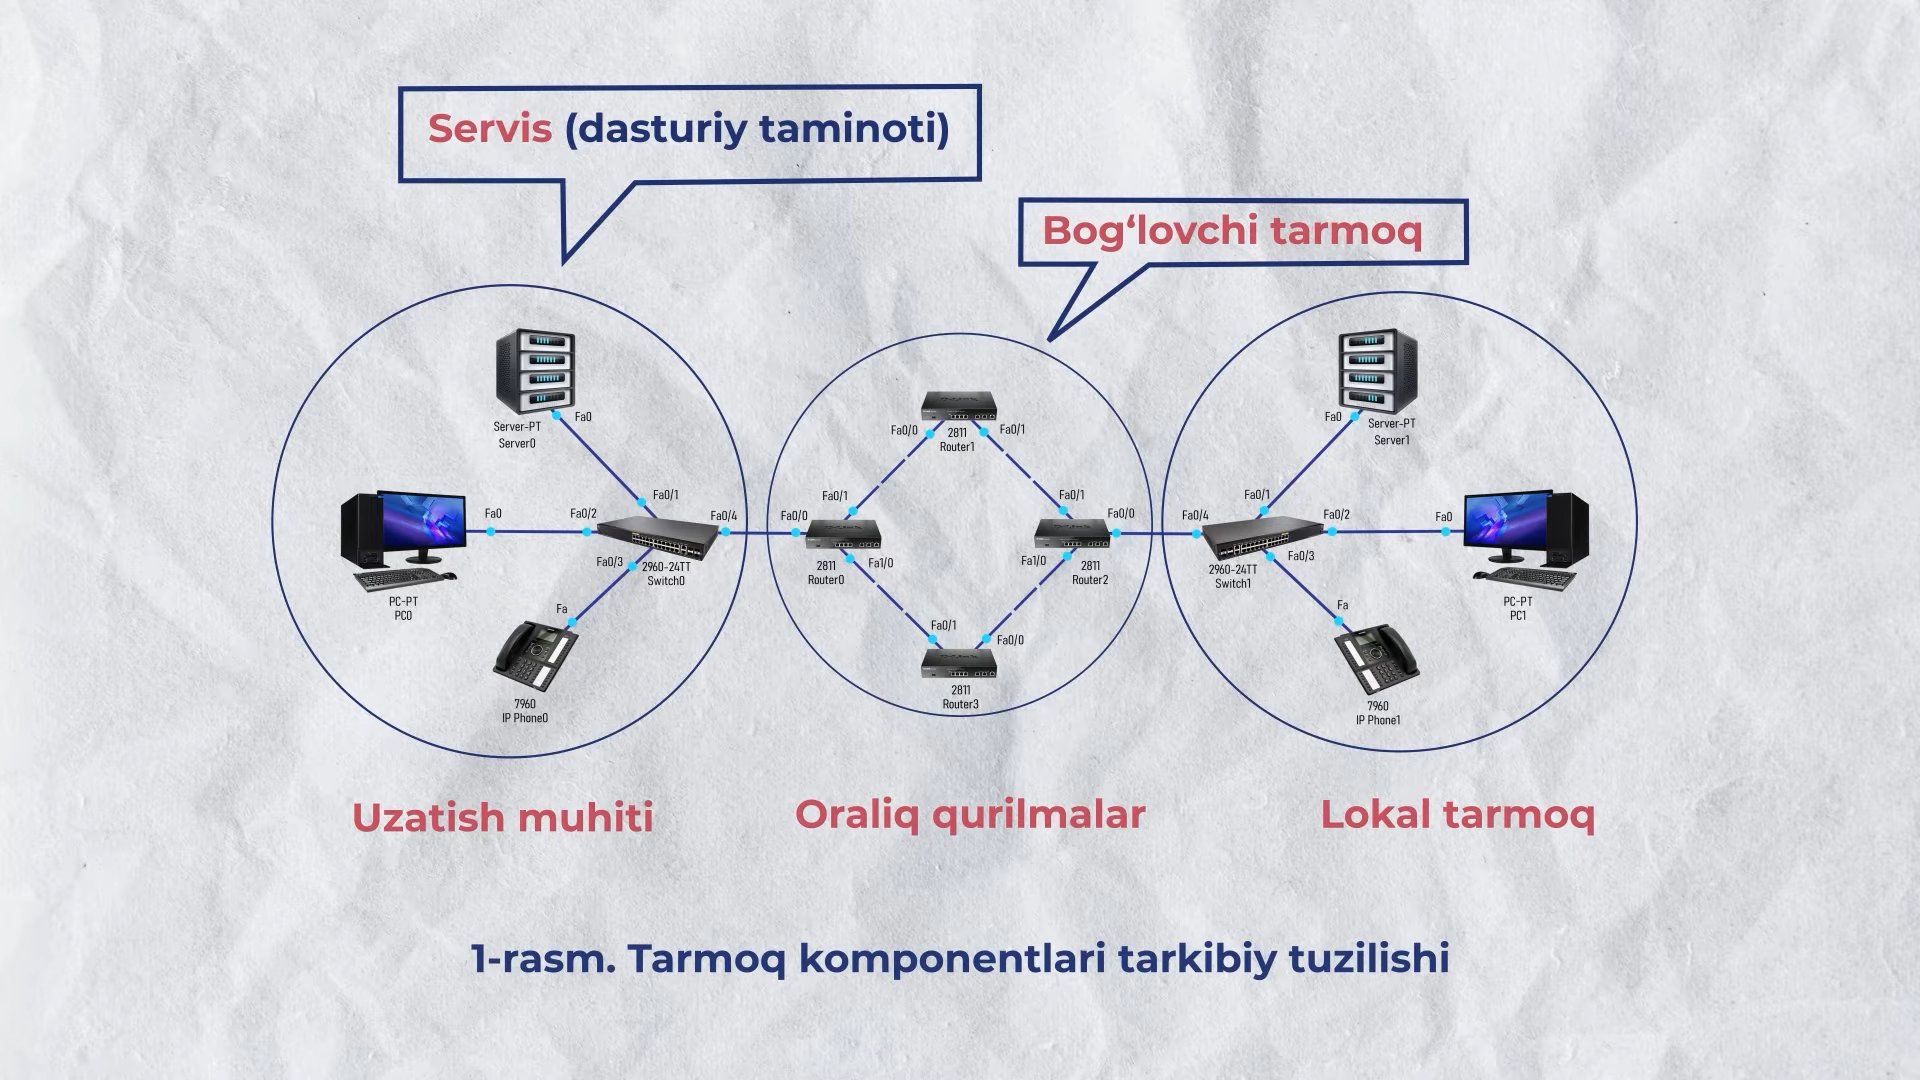 Servis (dasturiy taminoti)
Bog‘lovchi tarmoq
Server-PT
Server0
Fa0
Fa0/1
PC-PT
PC0
Fa0
Fa0/2
Fa0/3
Fa0/4
2960-24TT
Switch0
Fa
7960
IP Phone0
Fa0/0
2811
Router1
Fa0/1
Fa0/1
Fa0/0
2811
Router0
Fa1/0
Fa0/1
Fa0/0
Fa1/0
2811
Router2
Fa0/1
Fa0/0
2811
Router3
Fa0
Server-PT
Server1
Fa0/1
Fa0/4
Fa0/2
Fa0
Fa0/3
2960-24TT
Switch1
PC-PT
PC1
Fa
7960
IP Phone1
Uzatish muhiti
Oraliq qurilmalar
Lokal tarmoq
1-rasm. Tarmoq komponentlari tarkibiy tuzilishi